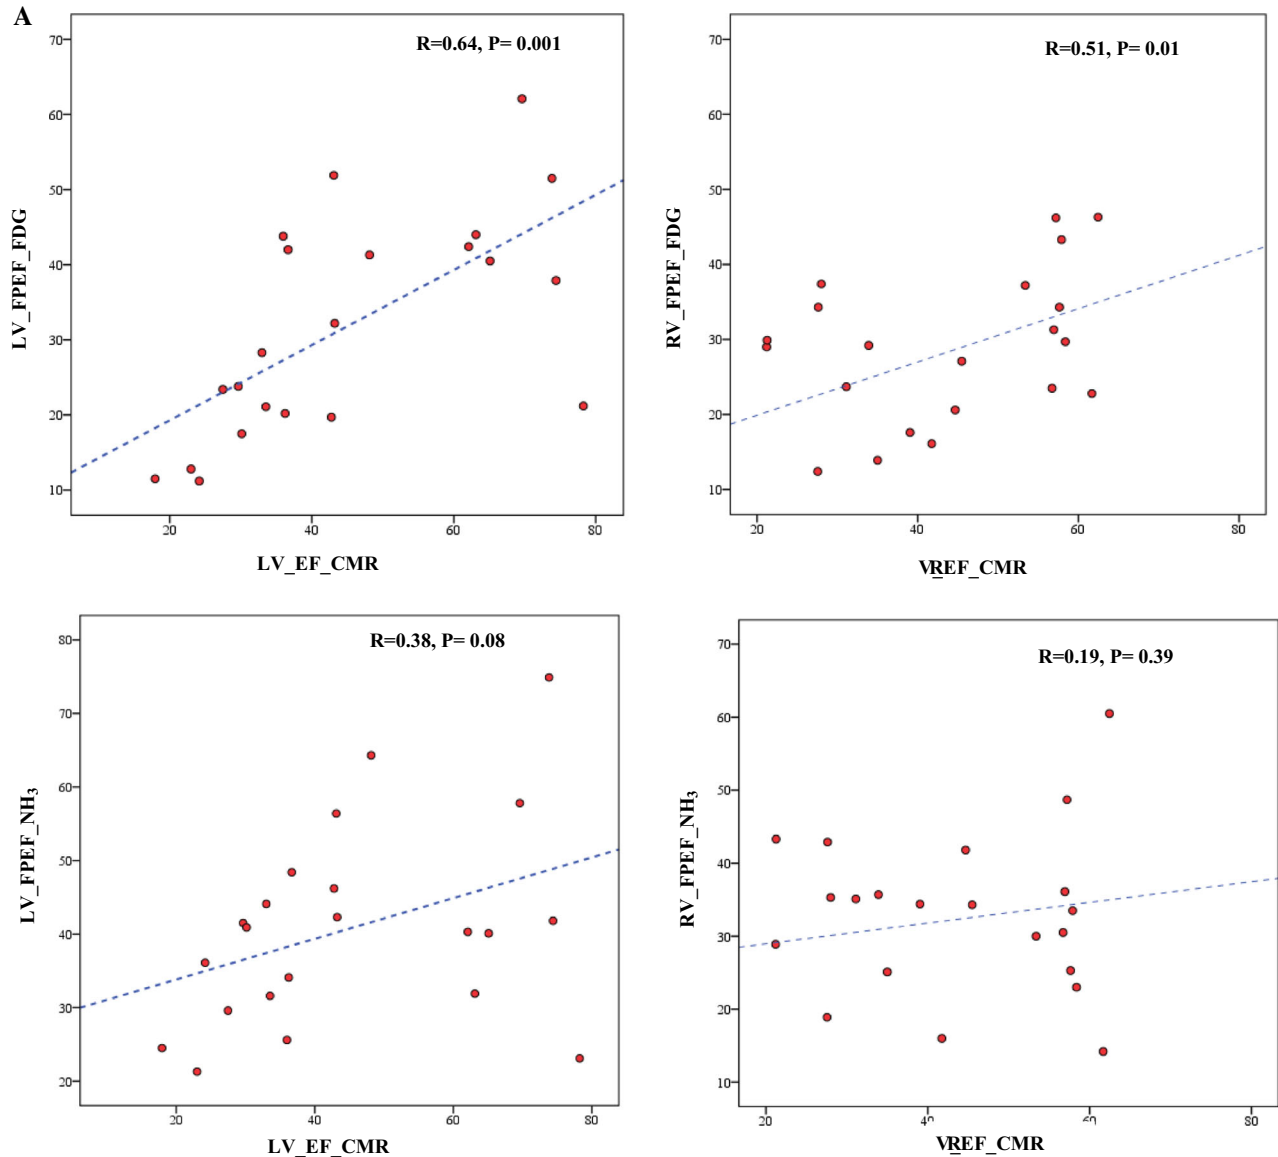 A
R=0.64, P= 0.001
70
60
50
40
30
20
10
LV_FPEF_FDG
20 40 60 80
LV_EF_CMR
R=0.51, P= 0.01
70
60
50
40
30
20
10
RV_FPEF_FDG
20 40 60 80
VREF_CMR
R=0.38, P= 0.08
80
70
60
50
40
30
20
LV_FPEF_NH₃
20 40 60 80
LV_EF_CMR
R=0.19, P= 0.39
70
60
50
40
30
20
10
RV_FPEF_NH₃
20 40 60 80
VREF_CMR